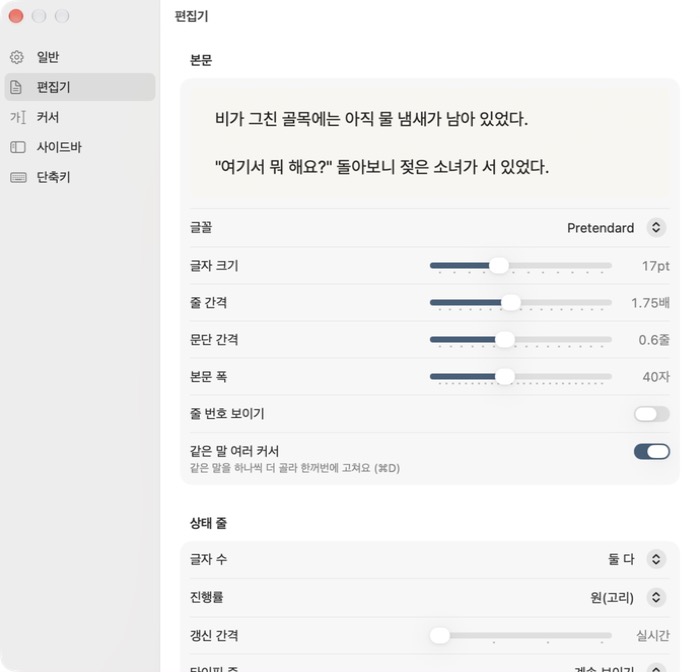 편집기
일반
편집기
커서
사이드바
단축키
본문
비가 그친 골목에는 아직 물 냄새가 남아 있었다.
"여기서 뭐 해요?" 돌아보니 젖은 소녀가 서 있었다.
글꼴 Pretendard
글자 크기 17pt
줄 간격 1.75배
문단 간격 0.6줄
본문 폭 40자
줄 번호 보이기
같은 말 여러 커서
같은 말을 하나씩 더 골라 한꺼번에 고쳐요 (⌘D)
상태 줄
글자 수 둘 다
진행률 원(고리)
갱신 간격 실시간